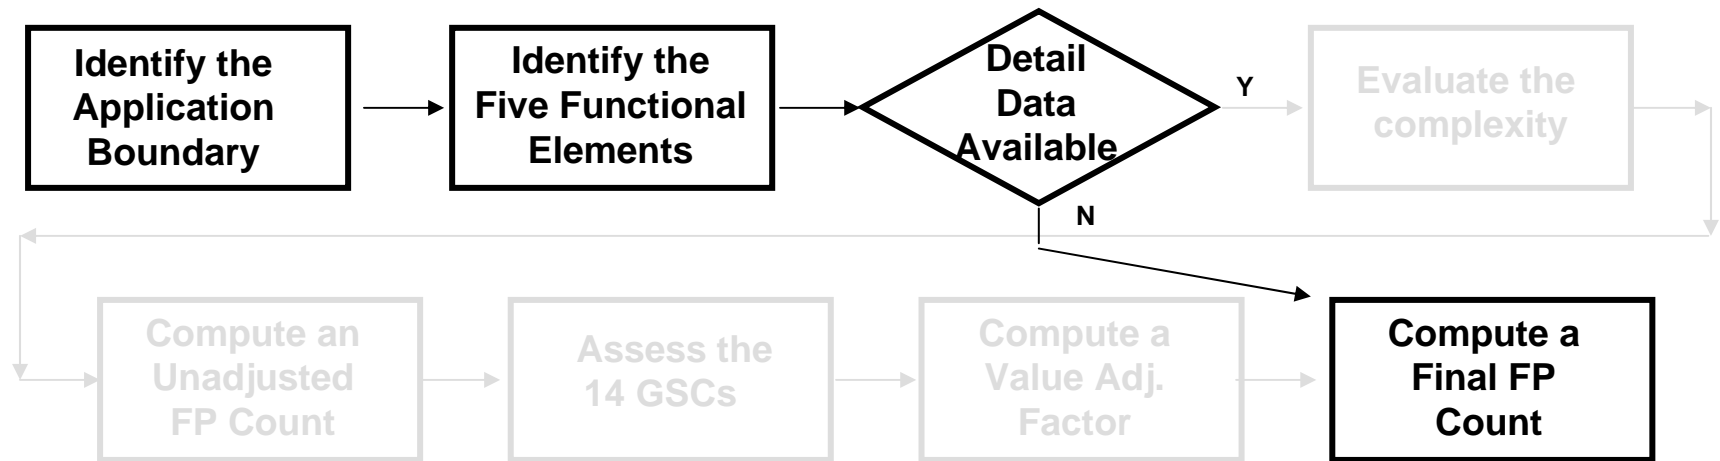 Identify the
Application
Boundary
Identify the
Five Functional
Elements
Detail
Data
Available
Y
Evaluate the
complexity
N
Compute an
Unadjusted
FP Count
Assess the
14 GSCs
Compute a
Value Adj.
Factor
Compute a
Final FP
Count